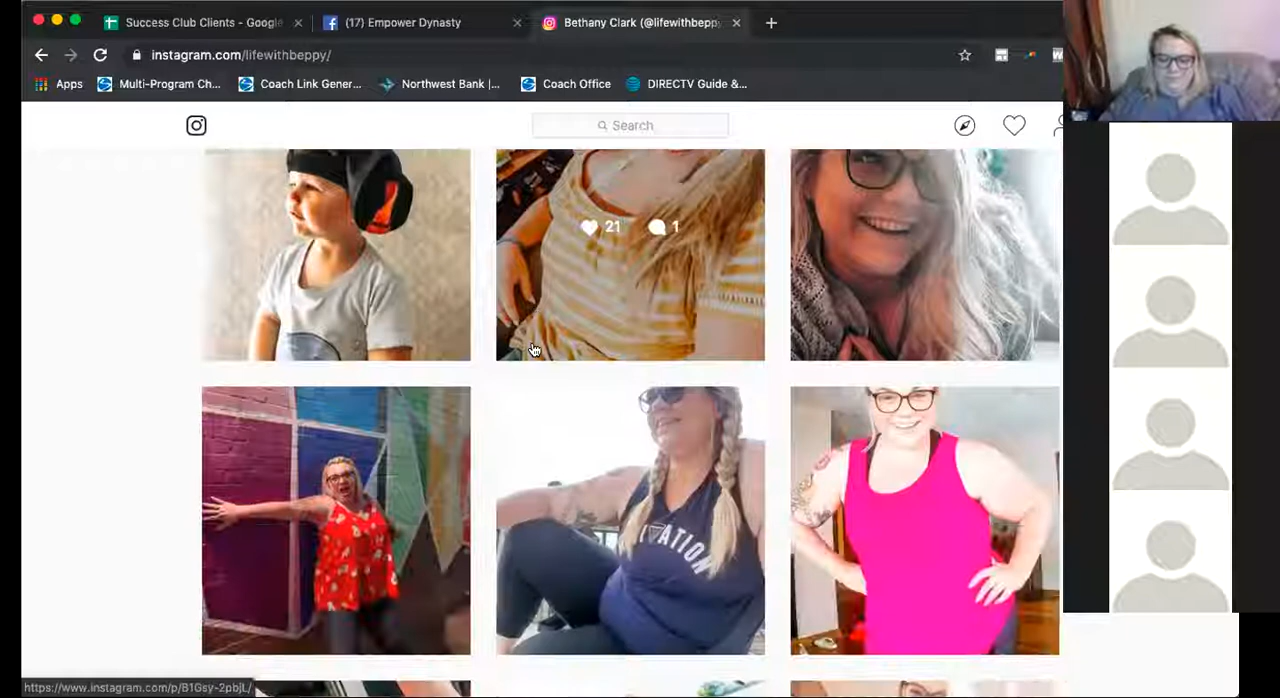 Success Club Clients - Google
(17) Empower Dynasty
Bethany Clark (@lifewithbeppy
instagram.com/lifewithbeppy/
Apps
Multi-Program Ch...
Coach Link Gener...
Northwest Bank |...
Coach Office
DIRECTV Guide &...
Search
21
1
https://www.instagram.com/p/B1Gsy-2pbjL/